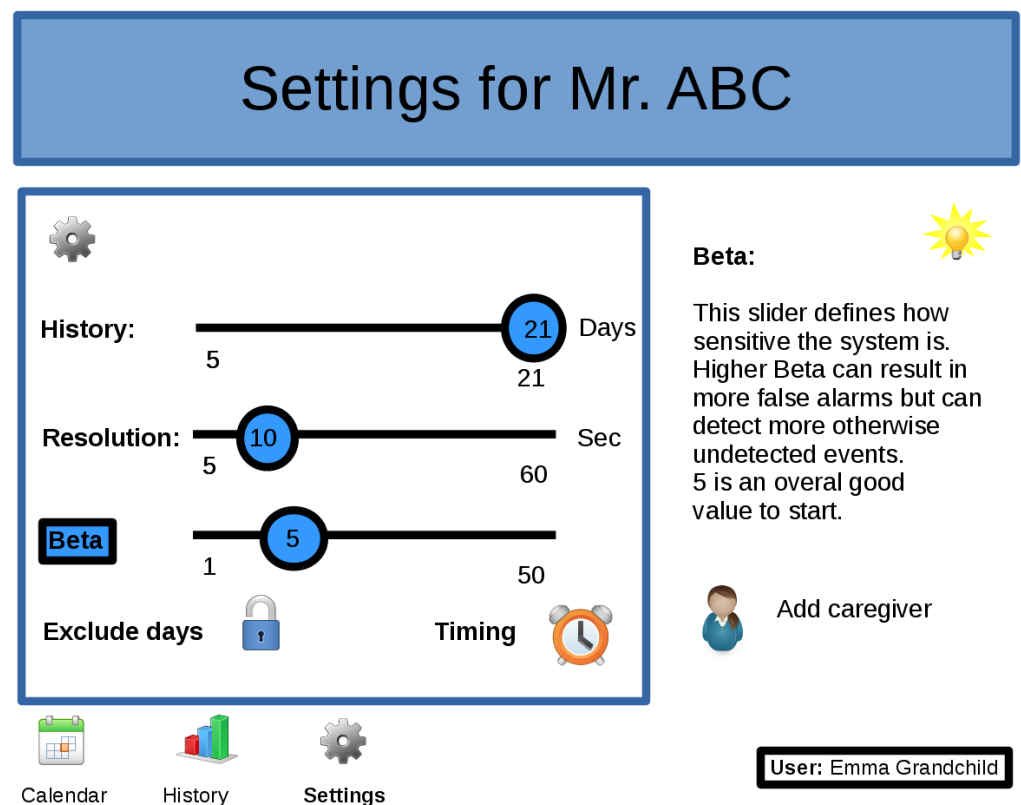 Settings for Mr. ABC
History:
21
Days
5
21
Resolution:
10
Sec
5
60
Beta
5
1
50
Exclude days
Timing
Beta:
This slider defines how
sensitive the system is.
Higher Beta can result in
more false alarms but can
detect more otherwise
undetected events.
5 is an overal good
value to start.
Add caregiver
Calendar
History
Settings
User: Emma Grandchild